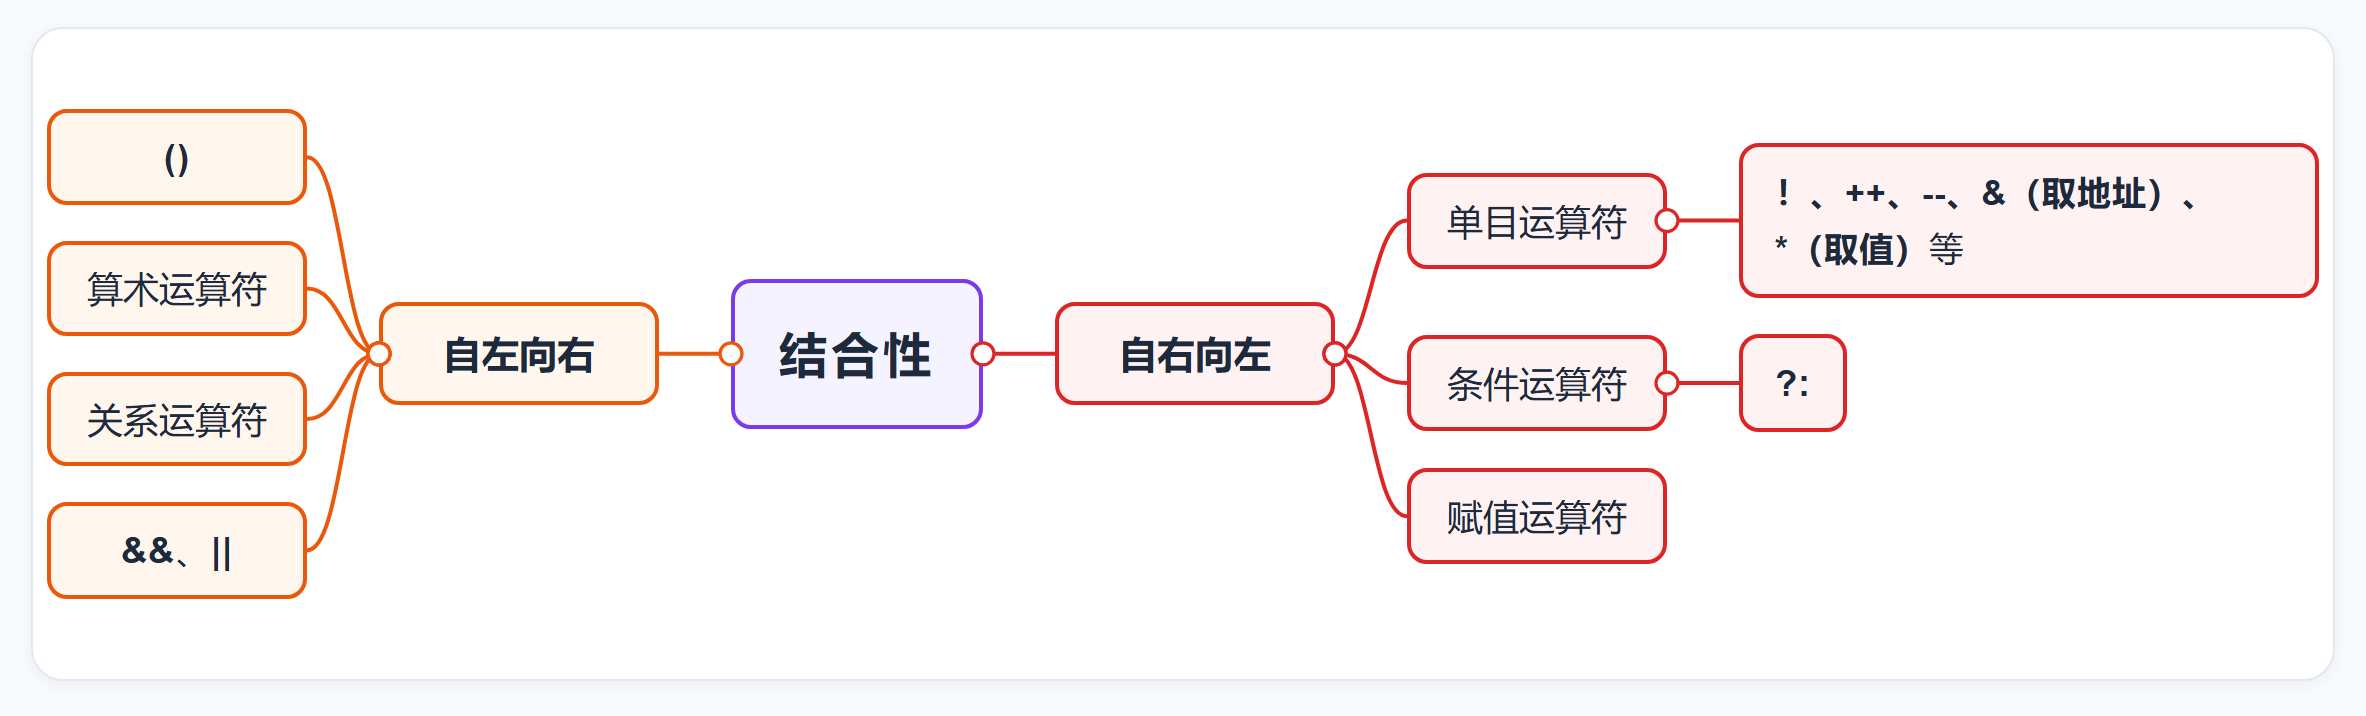 ()
算术运算符
关系运算符
&&、||
自左向右
结合性
自右向左
单目运算符
！、++、--、&（取地址）、
*（取值）等
条件运算符
?:
赋值运算符